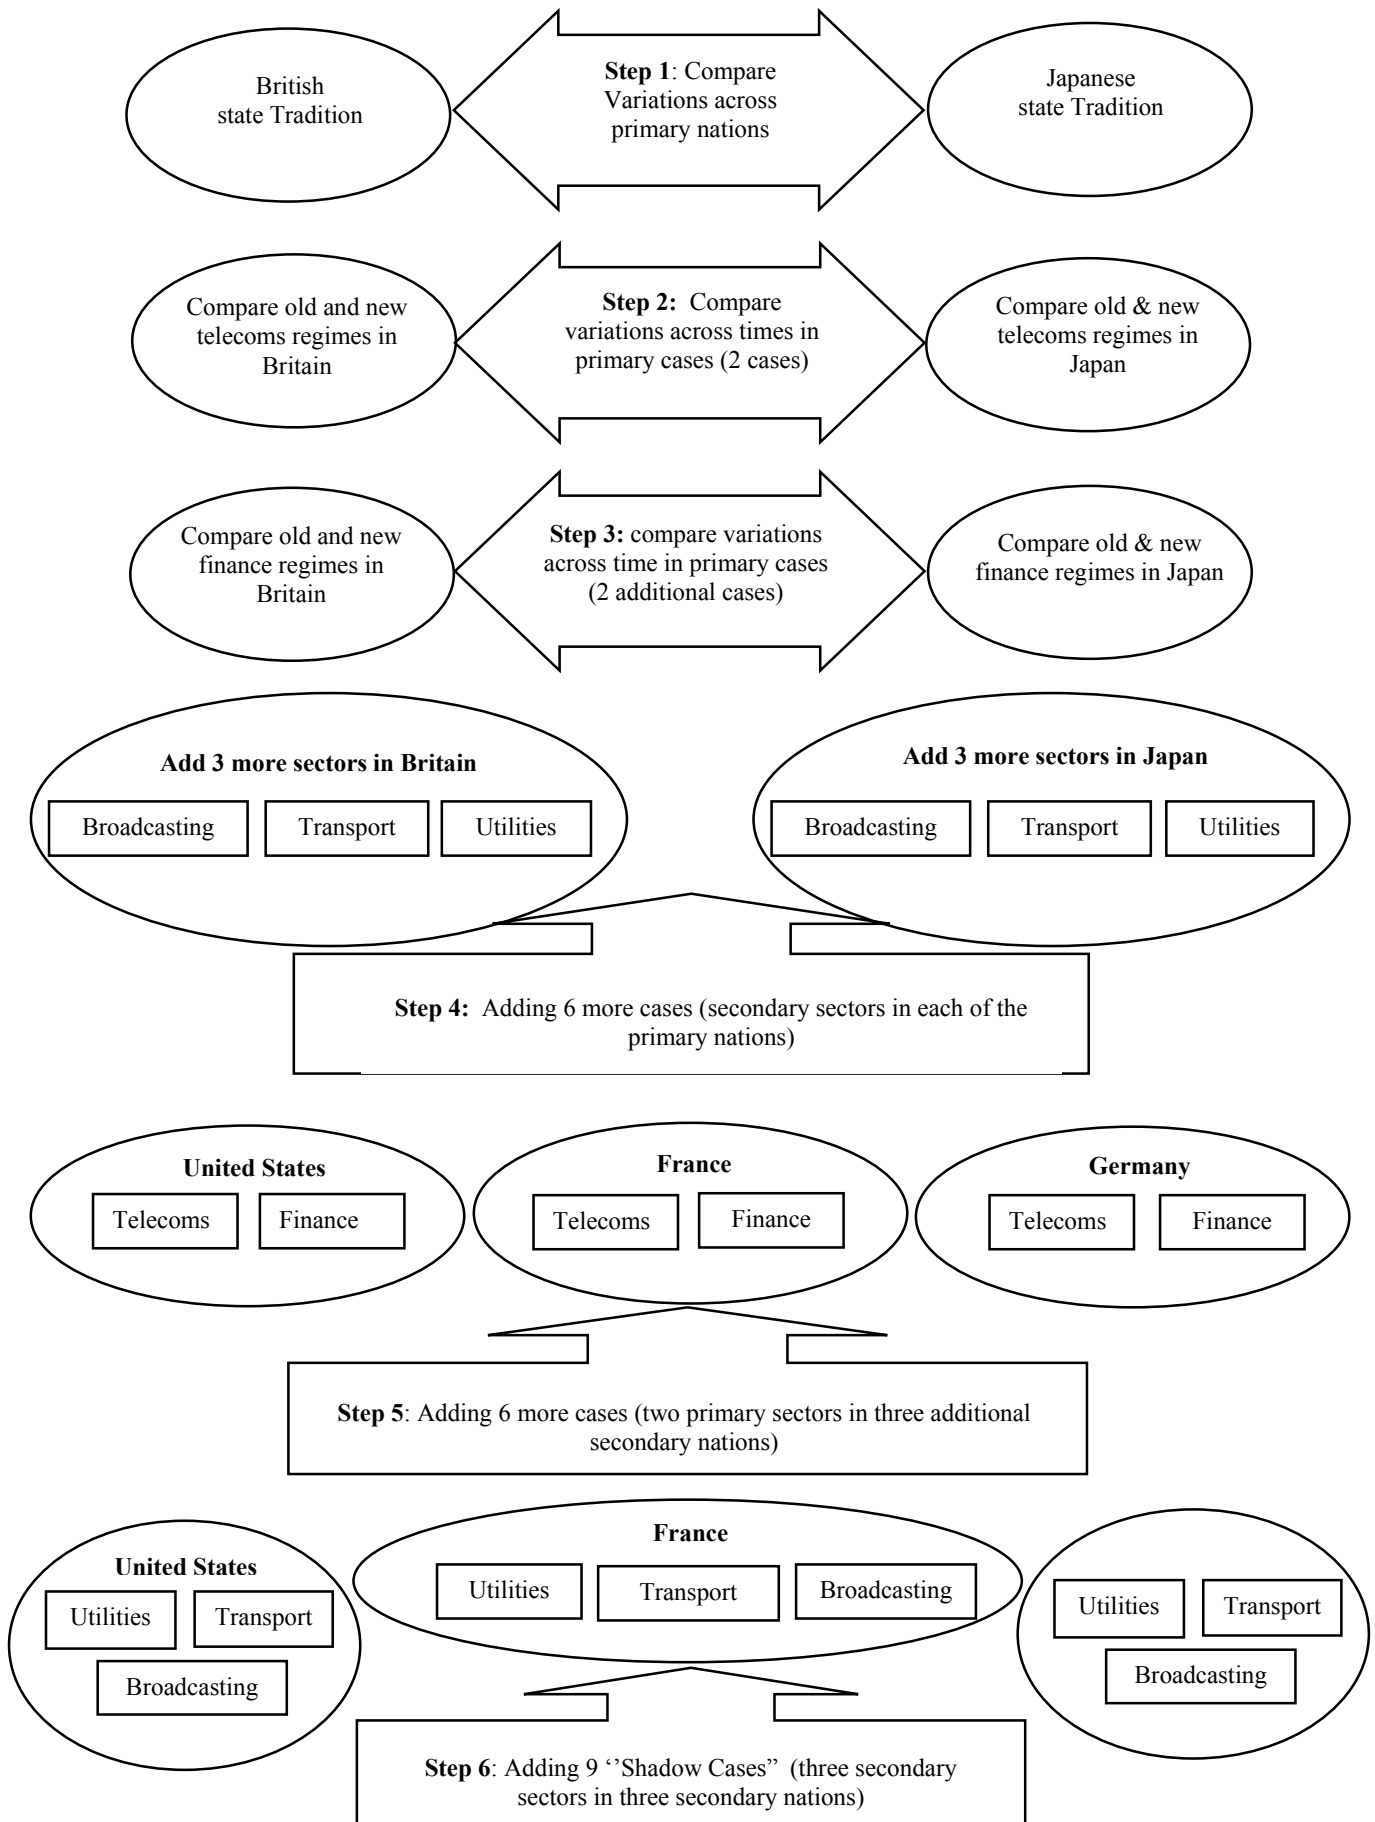 British
state Tradition
Step 1: Compare
Variations across
primary nations
Japanese
state Tradition
Compare old and new
telecoms regimes in
Britain
Step 2: Compare
variations across times in
primary cases (2 cases)
Compare old & new
telecoms regimes in
Japan
Compare old and new
finance regimes in
Britain
Step 3: compare variations
across time in primary cases
(2 additional cases)
Compare old & new
finance regimes in Japan
Add 3 more sectors in Britain
Broadcasting
Transport
Utilities
Add 3 more sectors in Japan
Broadcasting
Transport
Utilities
Step 4: Adding 6 more cases (secondary sectors in each of the
primary nations)
United States
Telecoms
Finance
France
Telecoms
Finance
Germany
Telecoms
Finance
Step 5: Adding 6 more cases (two primary sectors in three additional
secondary nations)
United States
Utilities
Transport
Broadcasting
France
Utilities
Transport
Broadcasting
Utilities
Transport
Broadcasting
Step 6: Adding 9 ‘’Shadow Cases” (three secondary
sectors in three secondary nations)